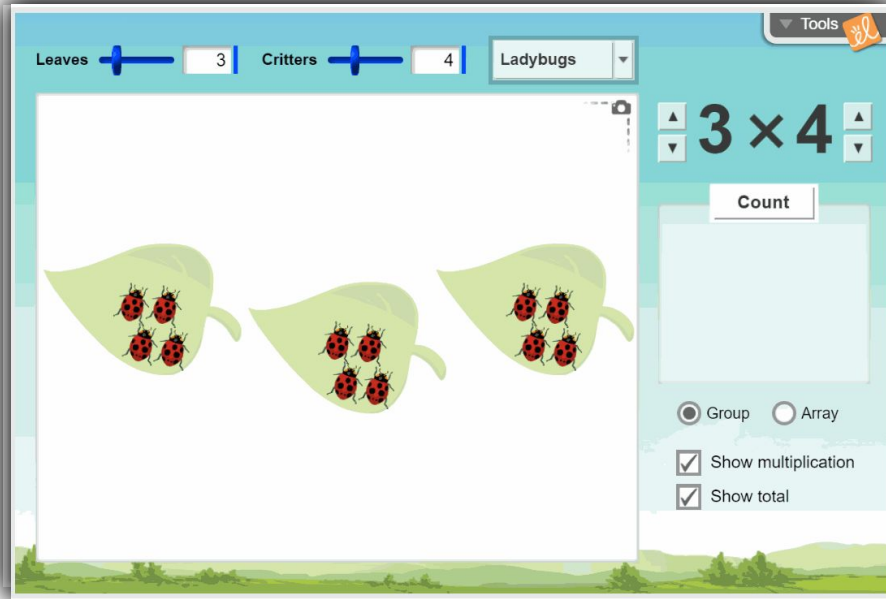 Tools
Leaves 3 Critters 4 Ladybugs
3 × 4
Count
Group Array
Show multiplication
Show total